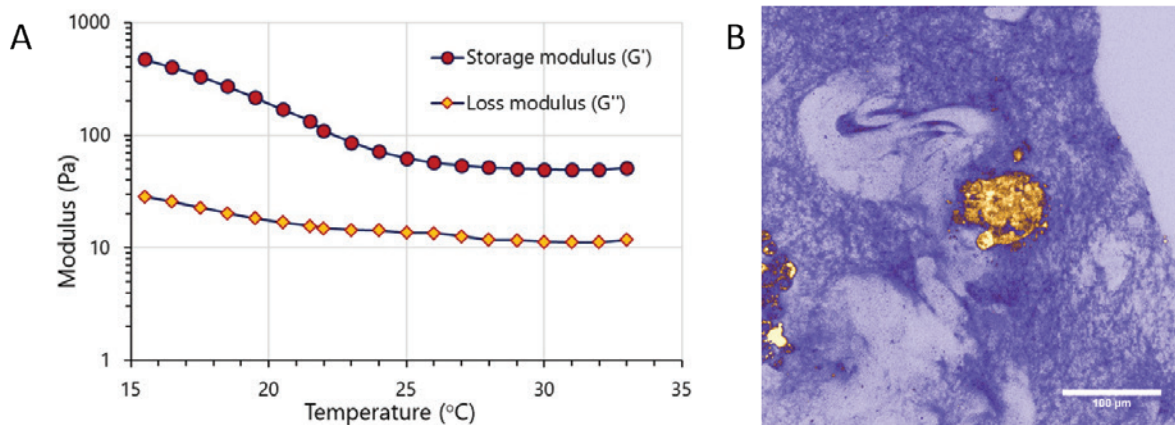 A
B
1000
100
10
1
Modulus (Pa)
Storage modulus (G')
Loss modulus (G'')
15
20
25
30
35
Temperature (°C)
100 µm